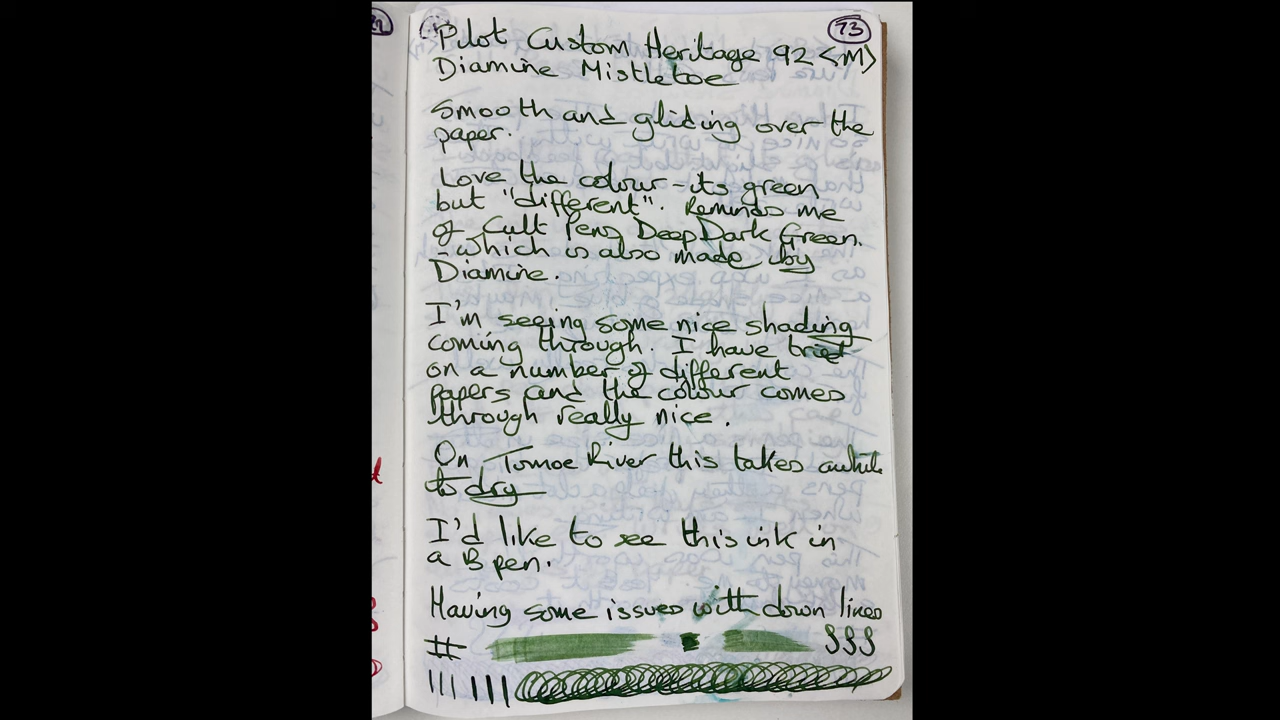 73
Pilot Custom Heritage 92 <M>
Diamine Mistletoe
Smooth and gliding over the
paper.
Love the colour - its green
but "different". Reminds me
of Cult Pens Deep Dark Green.
- which is also made by
Diamine.
I'm seeing some nice shading
coming through. I have tried
on a number of different
papers and the colour comes
through really nice.
On Tomoe River this takes awhile
to dry
I'd like to see this ink in
a B pen.
Having some issues with down lines